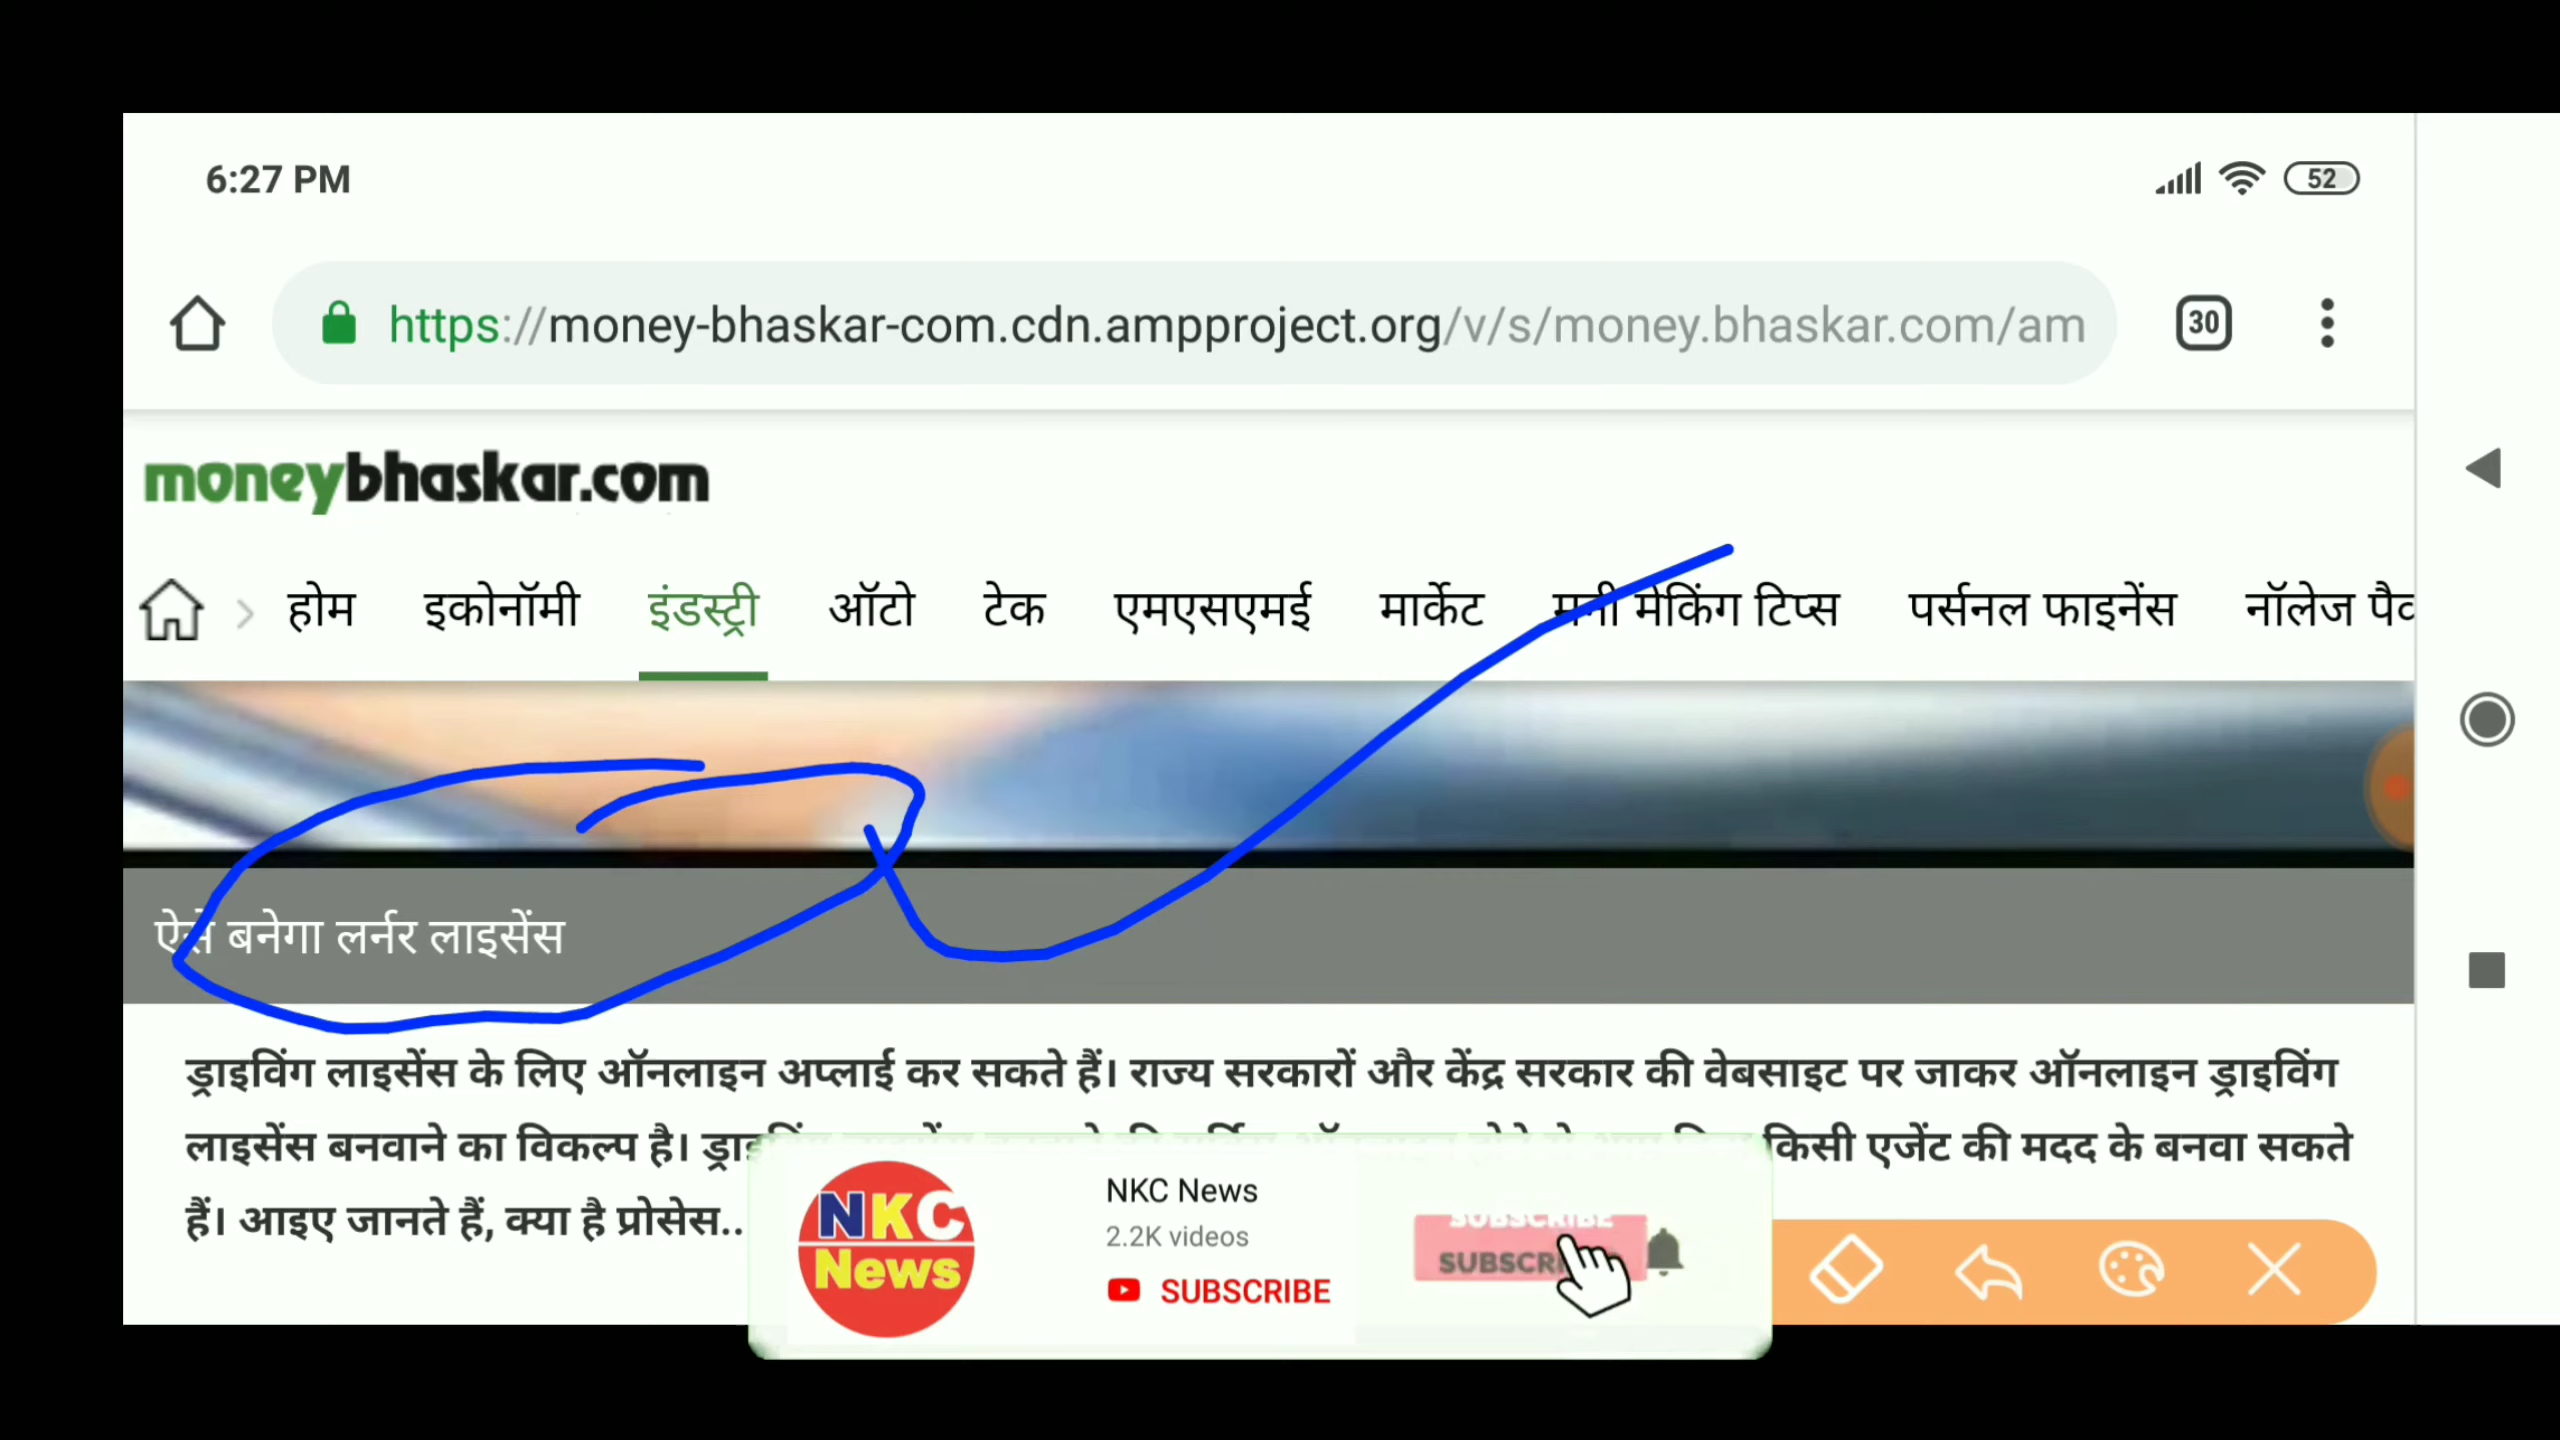 6:27 PM
52
https://money-bhaskar-com.cdn.ampproject.org/v/s/money.bhaskar.com/am
30
moneybhaskar.com
होम इकोनॉमी इंडस्ट्री ऑटो टेक एमएसएमई मार्केट मनी मेकिंग टिप्स पर्सनल फाइनेंस नॉलेज
ऐसे बनेगा लर्नर लाइसेंस
ड्राइविंग लाइसेंस के लिए ऑनलाइन अप्लाई कर सकते हैं। राज्य सरकारों और केंद्र सरकार की वेबसाइट पर जाकर ऑनलाइन ड्राइविंग
लाइसेंस बनवाने का विकल्प है। किसी एजेंट की मदद के बनवा सकते
हैं। आइए जानते हैं, क्या है प्रोसेस..
NKC
News
NKC News
2.2K videos
SUBSCRIBE
SUBSCRIBE